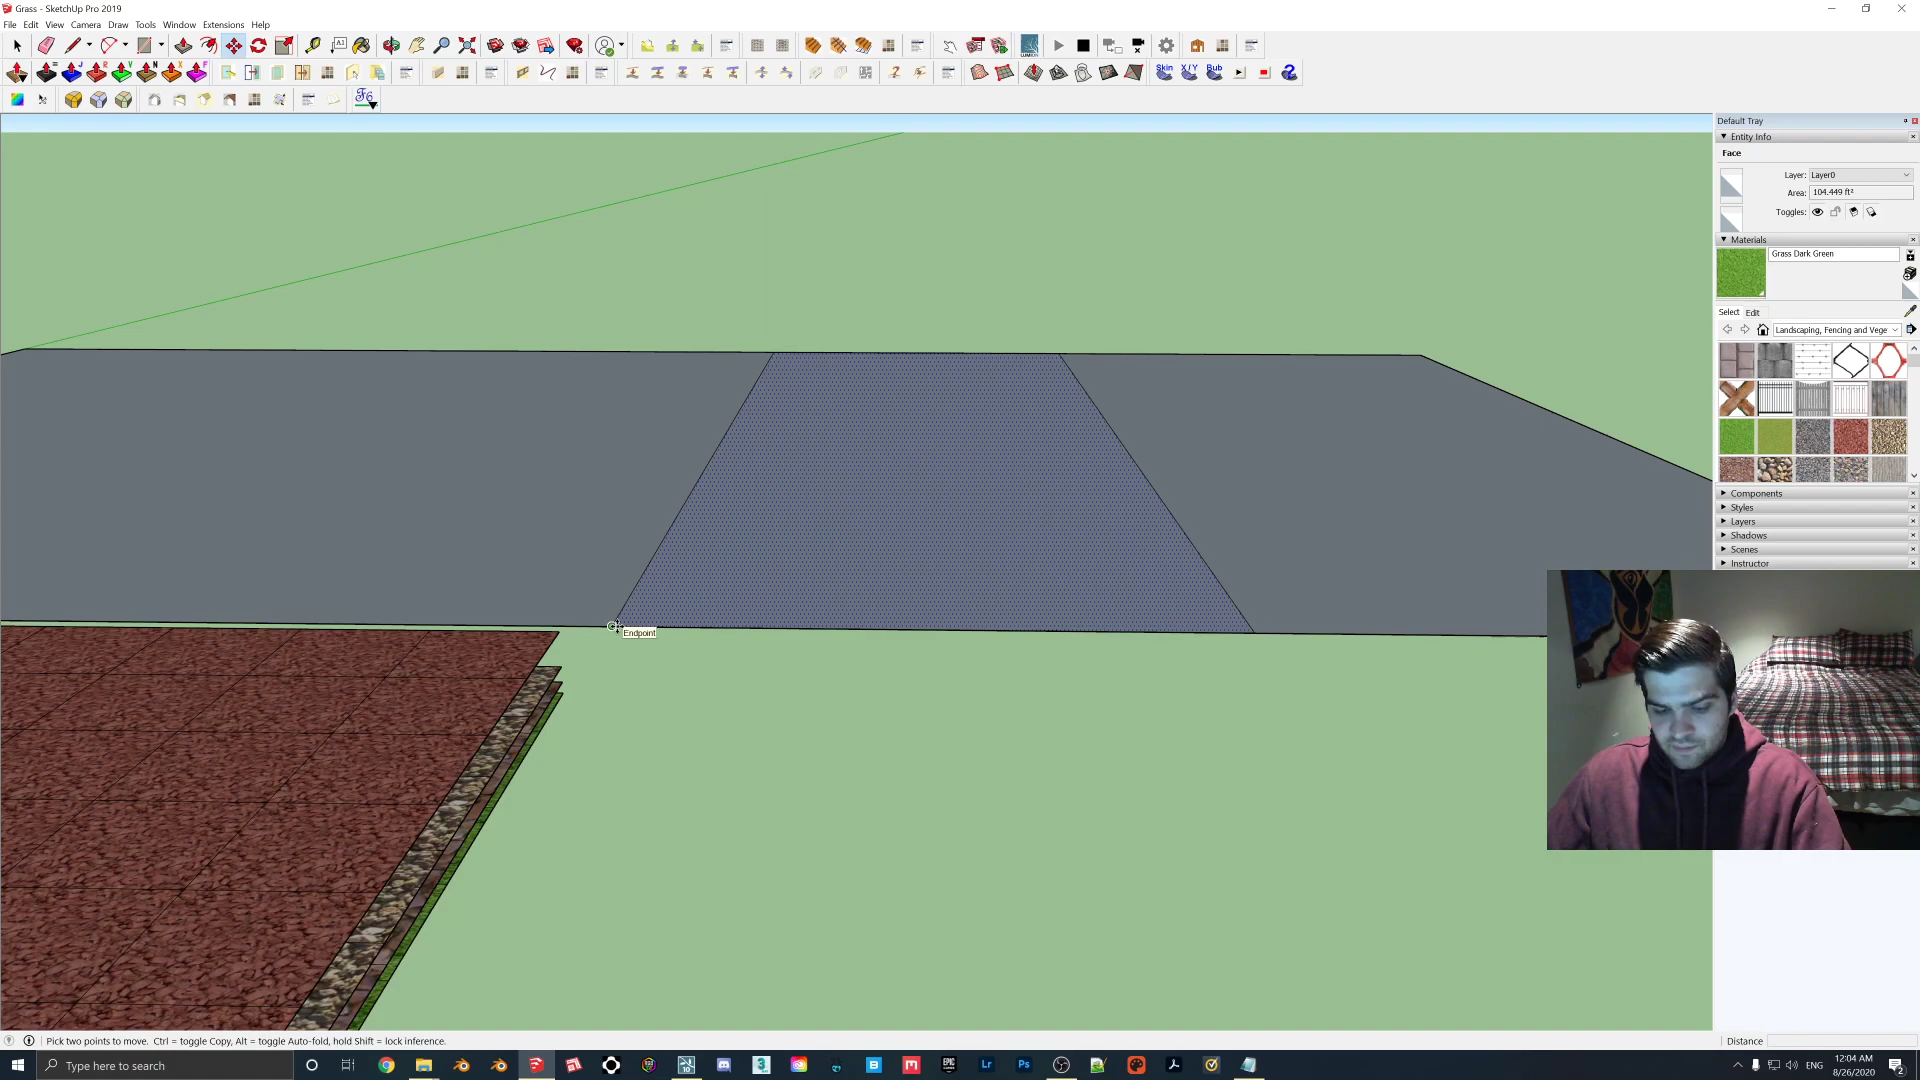 Grass - SketchUp Pro 2019
File Edit View Camera Draw Tools Window Extensions Help
Skin X/Y Bub
Default Tray
Entity Info
Face
Layer: Layer0
Area: 104.449 ft²
Toggles:
Materials
Grass Dark Green
Select Edit
Landscaping, Fencing and Vege
Components
Styles
Layers
Shadows
Scenes
Instructor
Endpoint
Pick two points to move. Ctrl = toggle Copy, Alt = toggle Auto-fold, hold Shift = lock inference.
Distance
Type here to search
ENG
12:04 AM
8/26/2020